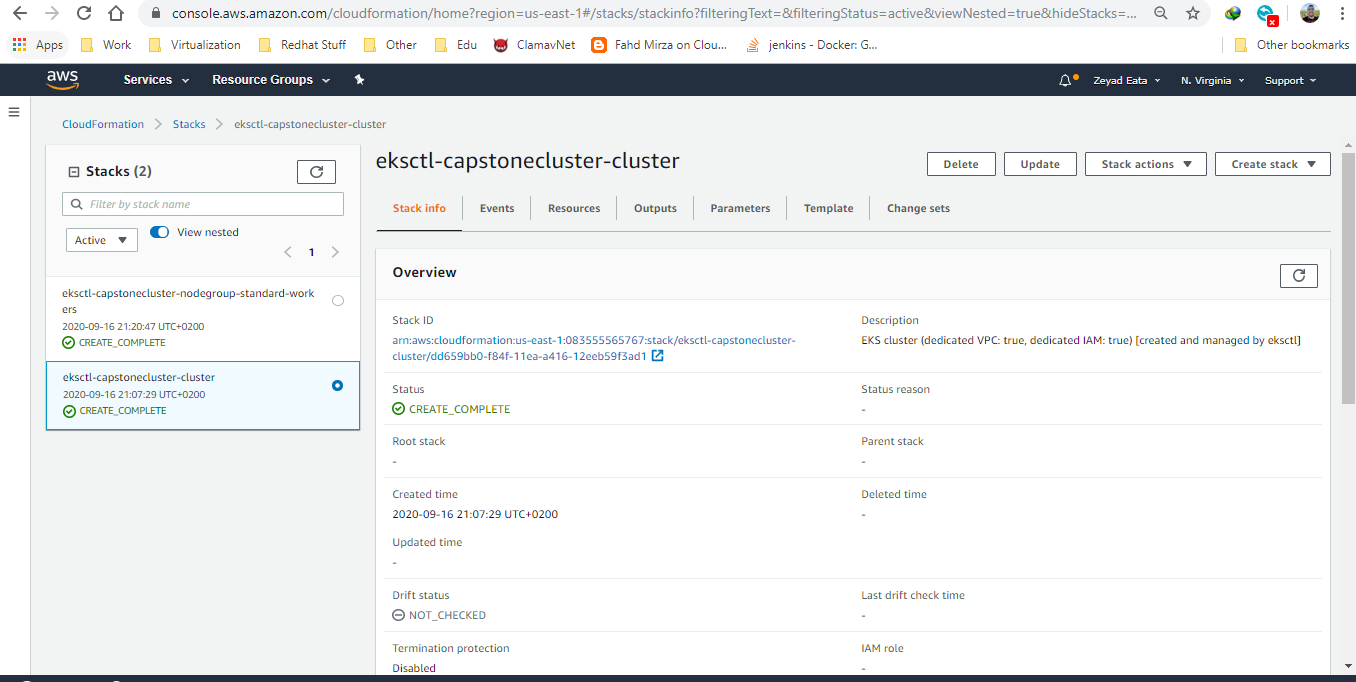 console.aws.amazon.com/cloudformation/home?region=us-east-1#/stacks/stackinfo?filteringText=&filteringStatus=active&viewNested=true&hideStacks=...
Apps Work Virtualization Redhat Stuff Other Edu ClamavNet Fahd Mirza on Clou... jenkins - Docker: G... Other bookmarks
aws Services Resource Groups Zeyad Eata N. Virginia Support
CloudFormation Stacks eksctl-capstonecluster-cluster
Stacks (2)
Filter by stack name
Active View nested
1
eksctl-capstonecluster-nodegroup-standard-work
ers
2020-09-16 21:20:47 UTC+0200
CREATE_COMPLETE
eksctl-capstonecluster-cluster
2020-09-16 21:07:29 UTC+0200
CREATE_COMPLETE
eksctl-capstonecluster-cluster
Delete Update Stack actions Create stack
Stack info Events Resources Outputs Parameters Template Change sets
Overview
Stack ID
arn:aws:cloudformation:us-east-1:083555565767:stack/eksctl-capstonecluster-
cluster/dd659bb0-f84f-11ea-a416-12eeb59f3ad1
Description
EKS cluster (dedicated VPC: true, dedicated IAM: true) [created and managed by eksctl]
Status
CREATE_COMPLETE
Status reason
-
Root stack
-
Parent stack
-
Created time
2020-09-16 21:07:29 UTC+0200
Deleted time
-
Updated time
-
Drift status
NOT_CHECKED
Last drift check time
-
Termination protection
Disabled
IAM role
-